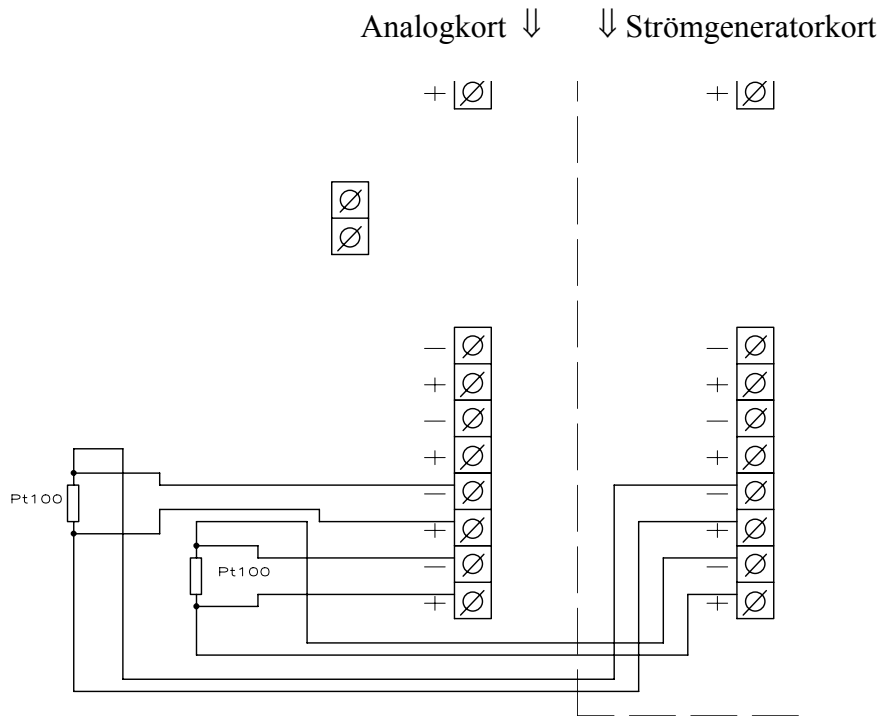 Analogkort ⇓ ⇓ Strömgeneratorkort
+ +
− −
+ +
− −
+ +
Pt100 − −
+ +
Pt100 − −
+ +